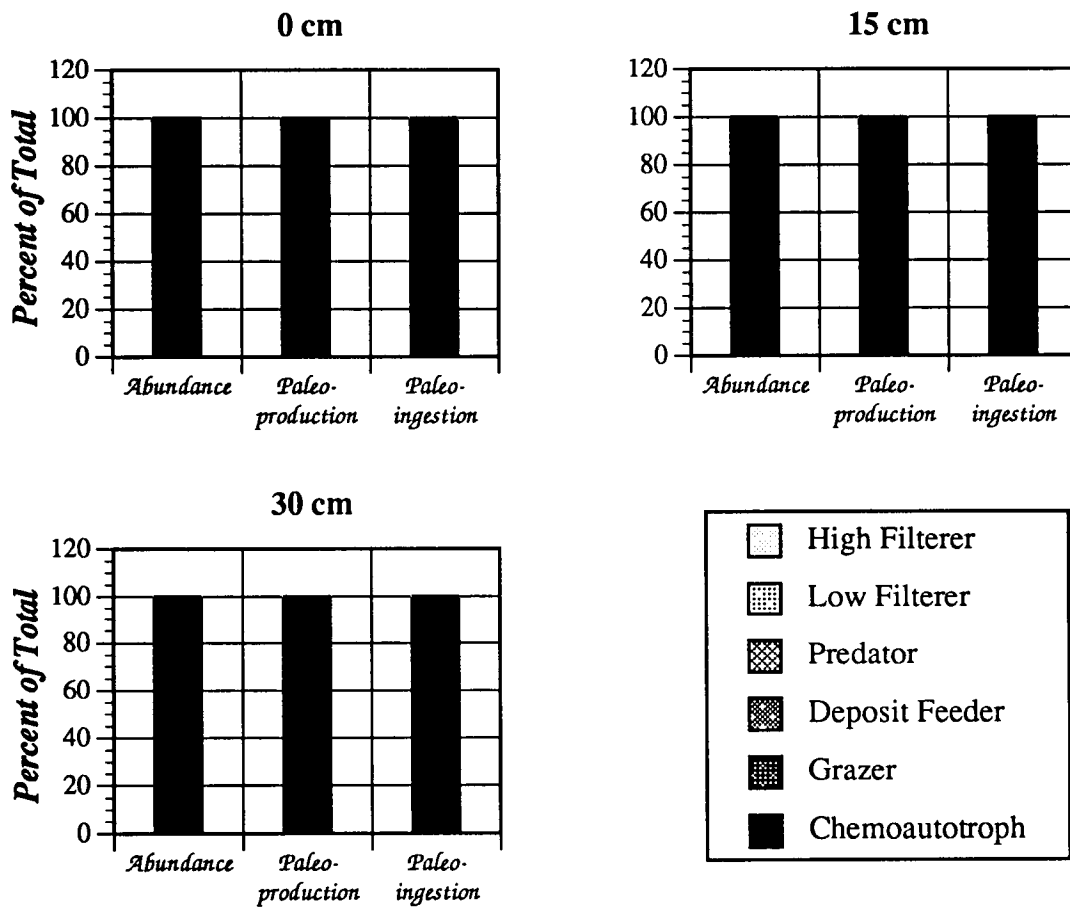 0 cm
120
100
80
60
40
20
0
Percent of Total
Abundance
Paleo-
production
Paleo-
ingestion
15 cm
120
100
80
60
40
20
0
Abundance
Paleo-
production
Paleo-
ingestion
30 cm
120
100
80
60
40
20
0
Percent of Total
Abundance
Paleo-
production
Paleo-
ingestion
High Filterer
Low Filterer
Predator
Deposit Feeder
Grazer
Chemoautotroph